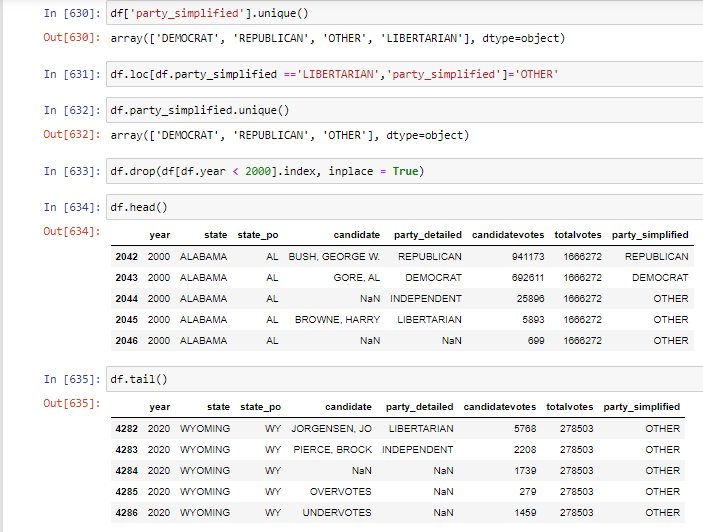 In [630]: df['party_simplified'].unique()
Out[630]: array(['DEMOCRAT', 'REPUBLICAN', 'OTHER', 'LIBERTARIAN'], dtype=object)
In [631]: df.loc[df.party_simplified =='LIBERTARIAN','party_simplified']='OTHER'
In [632]: df.party_simplified.unique()
Out[632]: array(['DEMOCRAT', 'REPUBLICAN', 'OTHER'], dtype=object)
In [633]: df.drop(df[df.year < 2000].index, inplace = True)
In [634]: df.head()
Out[634]:
year state state_po candidate party_detailed candidatevotes totalvotes party_simplified
2042 2000 ALABAMA AL BUSH, GEORGE W. REPUBLICAN 941173 1666272 REPUBLICAN
2043 2000 ALABAMA AL GORE, AL DEMOCRAT 692611 1666272 DEMOCRAT
2044 2000 ALABAMA AL NaN INDEPENDENT 25896 1666272 OTHER
2045 2000 ALABAMA AL BROWNE, HARRY LIBERTARIAN 5893 1666272 OTHER
2046 2000 ALABAMA AL NaN NaN 699 1666272 OTHER
In [635]: df.tail()
Out[635]:
year state state_po candidate party_detailed candidatevotes totalvotes party_simplified
4282 2020 WYOMING WY JORGENSEN, JO LIBERTARIAN 5768 278503 OTHER
4283 2020 WYOMING WY PIERCE, BROCK INDEPENDENT 2208 278503 OTHER
4284 2020 WYOMING WY NaN NaN 1739 278503 OTHER
4285 2020 WYOMING WY OVERVOTES NaN 279 278503 OTHER
4286 2020 WYOMING WY UNDERVOTES NaN 1459 278503 OTHER